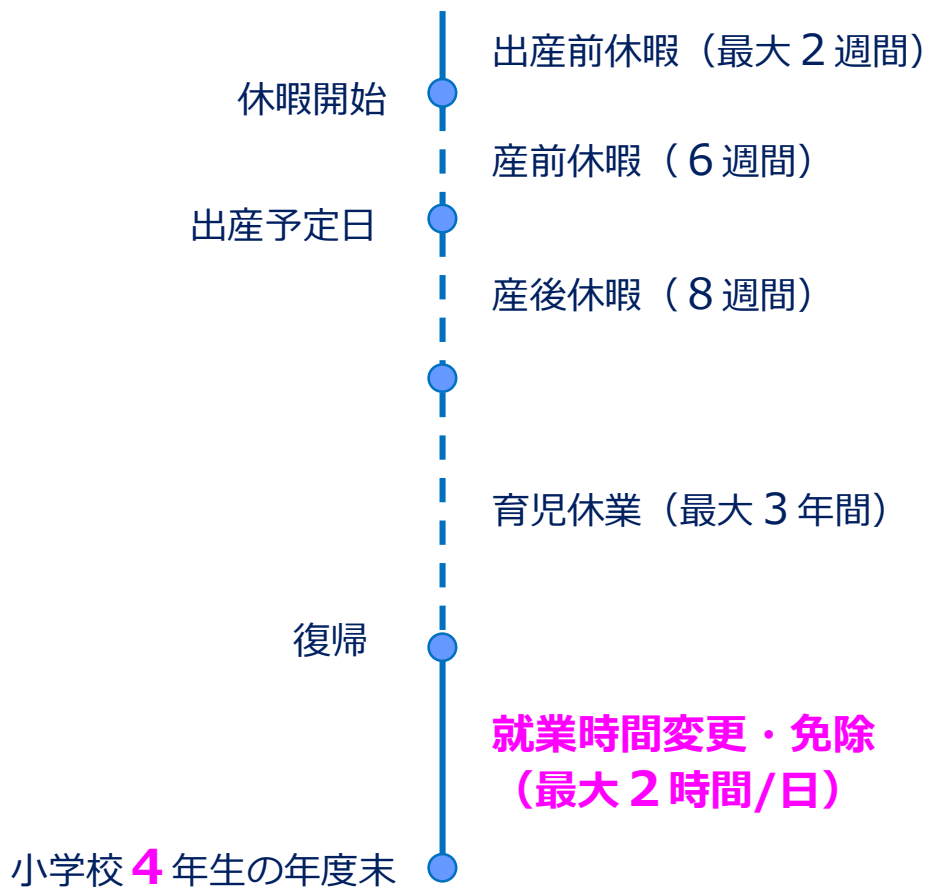 出産前休暇（最大２週間）
休暇開始
産前休暇（６週間）
出産予定日
産後休暇（８週間）
育児休業（最大３年間）
復帰
就業時間変更・免除
（最大２時間/日）
小学校４年生の年度末